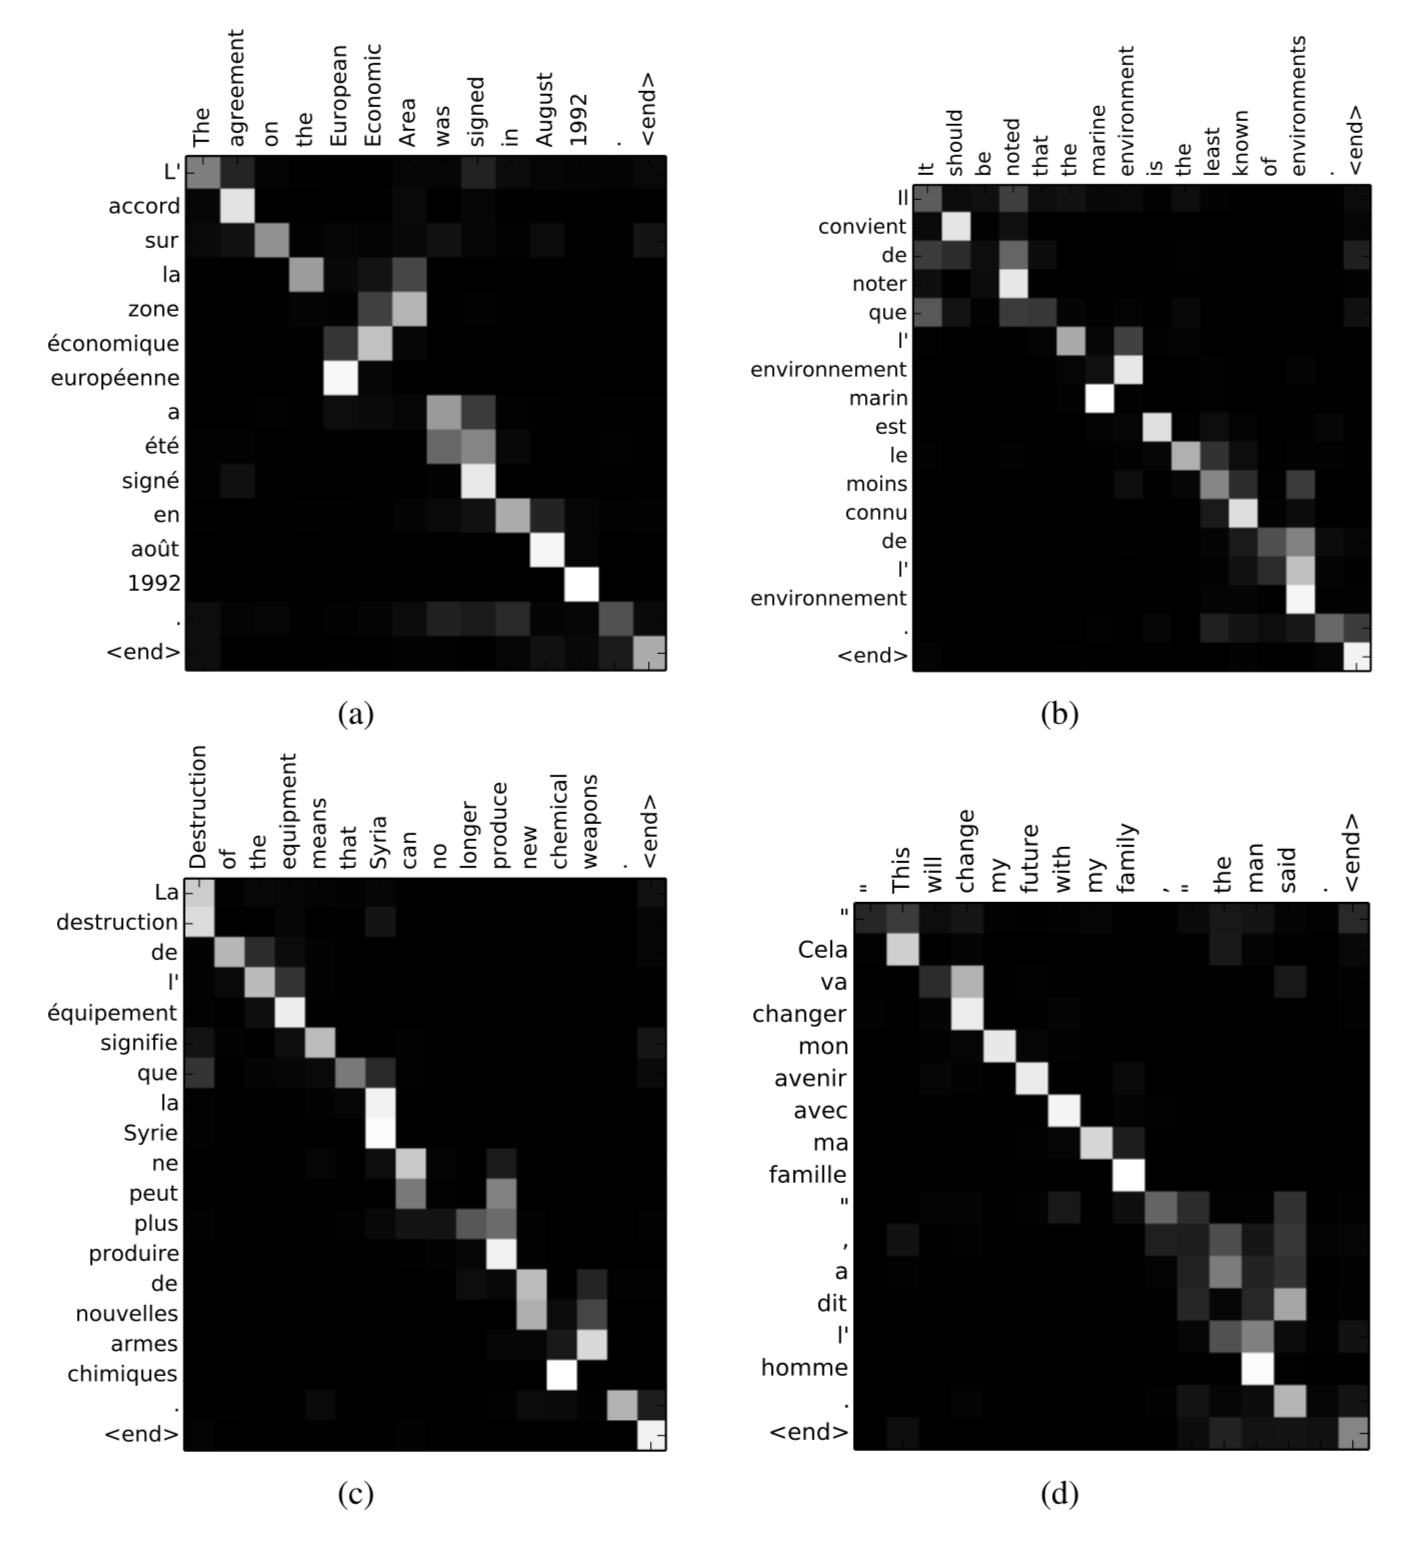 The
agreement
on
the
European
Economic
Area
was
signed
in
August
1992
.
<end>
L'
accord
sur
la
zone
économique
européenne
a
été
signé
en
août
1992
.
<end>
(a)
It
should
be
noted
that
the
marine
environment
is
the
least
known
of
environments
.
<end>
Il
convient
de
noter
que
l'
environnement
marin
est
le
moins
connu
de
l'
environnement
.
<end>
(b)
Destruction
of
the
equipment
means
that
Syria
can
no
longer
produce
new
chemical
weapons
.
<end>
La
destruction
de
l'
équipement
signifie
que
la
Syrie
ne
peut
plus
produire
de
nouvelles
armes
chimiques
.
<end>
(c)
"
This
will
change
my
future
with
my
family
,
"
the
man
said
.
<end>
"
Cela
va
changer
mon
avenir
avec
ma
famille
"
,
a
dit
l'
homme
.
<end>
(d)